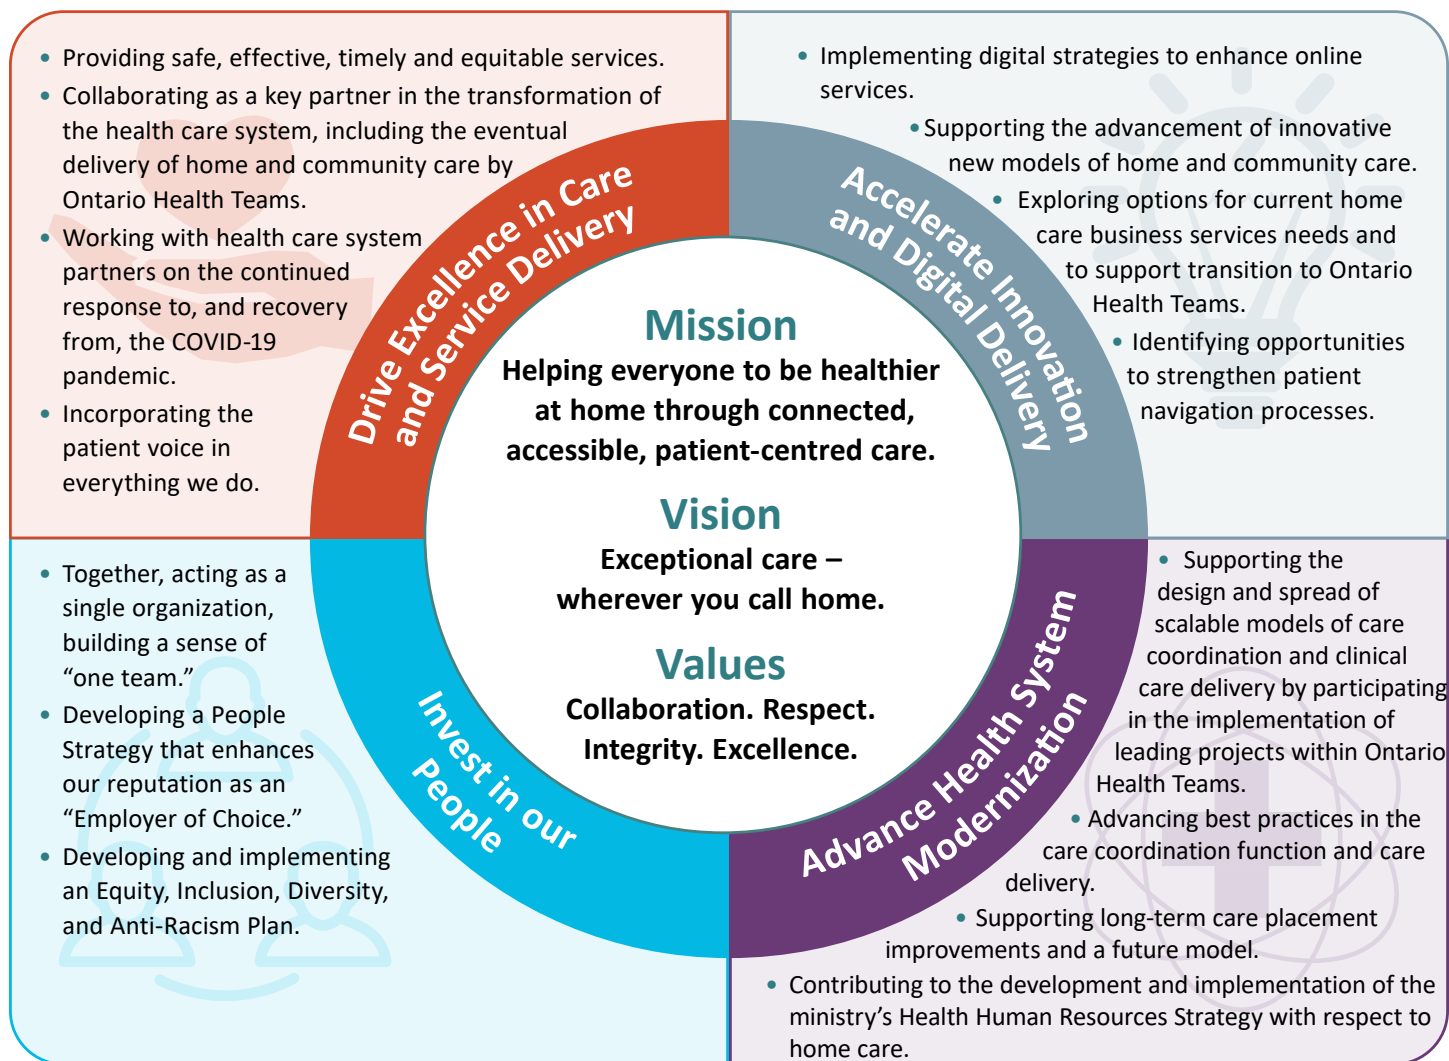 Providing safe, effective, timely and equitable services.
Collaborating as a key partner in the transformation of
the health care system, including the eventual
delivery of home and community care by
Ontario Health Teams.
Working with health care system
partners on the continued
response to, and recovery
from, the COVID-19
pandemic.
Incorporating the
patient voice in
everything we do.
Drive Excellence in Care
and Service Delivery
Implementing digital strategies to enhance online
services.
Supporting the advancement of innovative
new models of home and community care.
Exploring options for current home
care business services needs and
to support transition to Ontario
Health Teams.
Identifying opportunities
to strengthen patient
navigation processes.
Accelerate Innovation
and Digital Delivery
Mission
Helping everyone to be healthier
at home through connected,
accessible, patient-centred care.
Vision
Exceptional care –
wherever you call home.
Values
Collaboration. Respect.
Integrity. Excellence.
Together, acting as a
single organization,
building a sense of
“one team.”
Developing a People
Strategy that enhances
our reputation as an
“Employer of Choice.”
Developing and implementing
an Equity, Inclusion, Diversity,
and Anti-Racism Plan.
Invest in our
People
Supporting the
design and spread of
scalable models of care
coordination and clinical
care delivery by participating
in the implementation of
leading projects within Ontario
Health Teams.
Advancing best practices in the
care coordination function and care
delivery.
Supporting long-term care placement
improvements and a future model.
Contributing to the development and implementation of the
ministry’s Health Human Resources Strategy with respect to
home care.
Advance Health System
Modernization